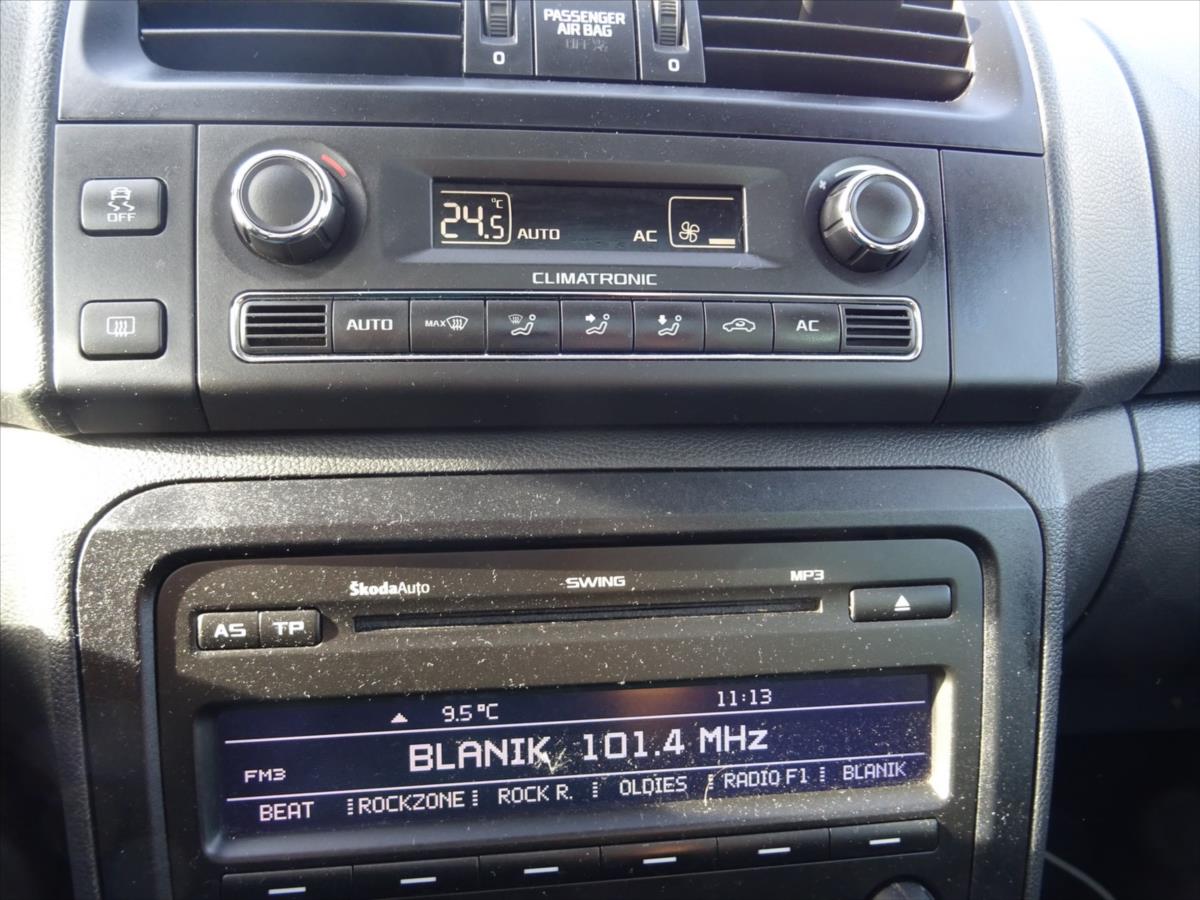 PASSENGER
AIR BAG
OFF
0
0
OFF
24.5 °C AUTO AC
CLIMATRONIC
AUTO MAX AC
ŠkodaAuto SWING MP3
AS TP
9.5 °C 11:13
BLANIK 101.4 MHz
FM3
BEAT ROCKZONE ROCK R. OLDIES RADIO F1 BLANIK